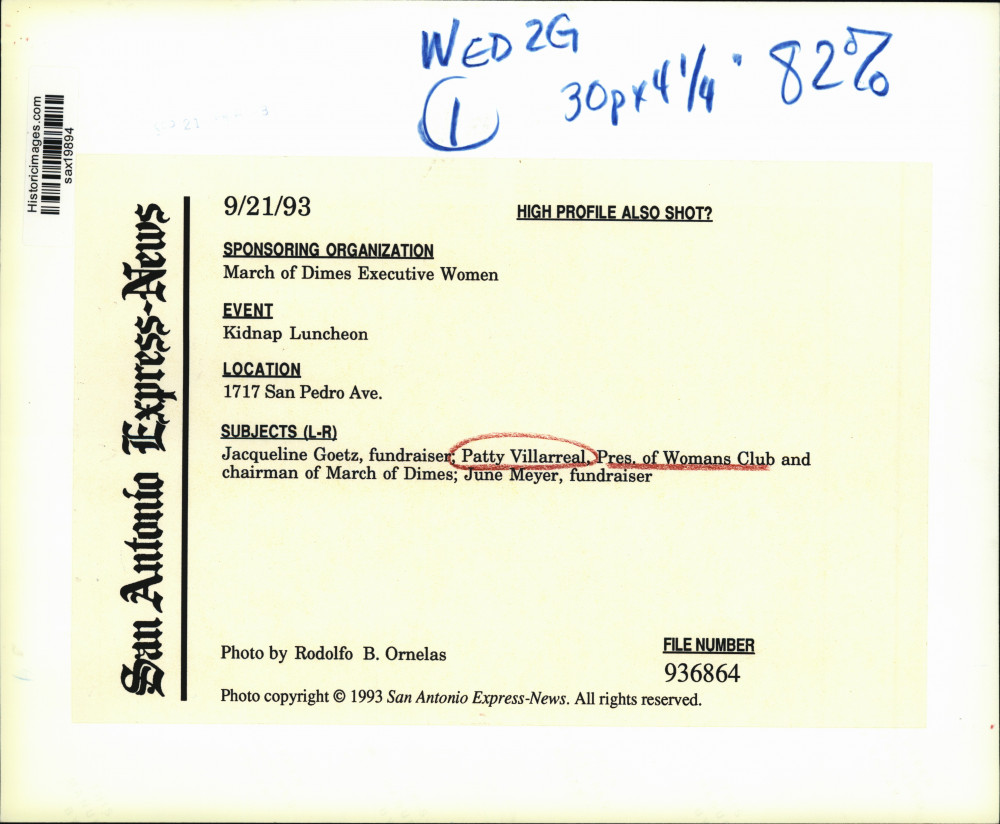 WED 2G
1
30px4 1/4" 82%
Historicimages.com
sax19894
San Antonio Express-News
9/21/93
HIGH PROFILE ALSO SHOT?
SPONSORING ORGANIZATION
March of Dimes Executive Women
EVENT
Kidnap Luncheon
LOCATION
1717 San Pedro Ave.
SUBJECTS (L-R)
Jacqueline Goetz, fundraiser; Patty Villarreal, Pres. of Womans Club and
chairman of March of Dimes; June Meyer, fundraiser
Photo by Rodolfo B. Ornelas
FILE NUMBER
936864
Photo copyright © 1993 San Antonio Express-News. All rights reserved.